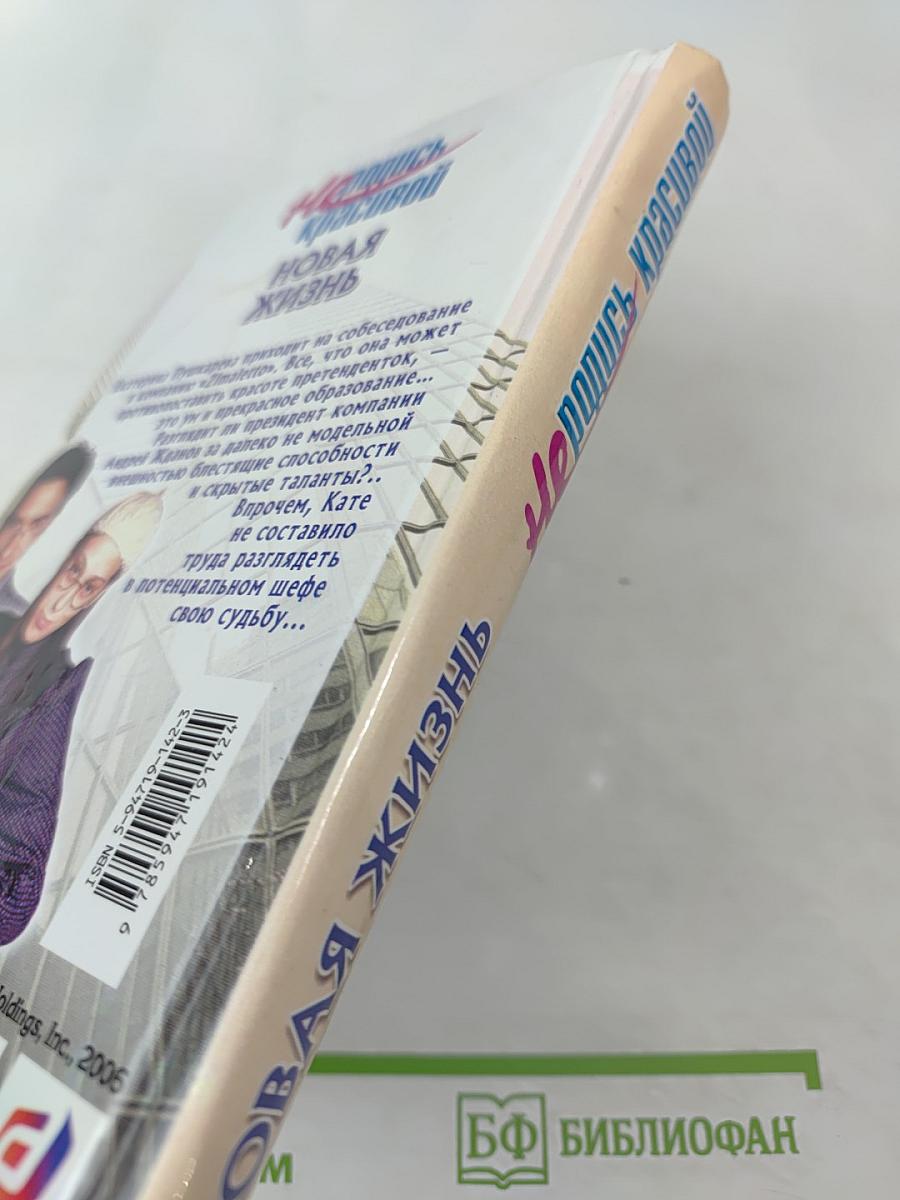 Не родись
красивой
НОВАЯ
ЖИЗНЬ
Екатерина Пушкарева приходит на собеседование
в компанию «Zimaletto». Все, что она может
противопоставить красоте претенденток, —
это ум и прекрасное образование...
Разглядит ли президент компании
Андрей Жданов за далеко не модельной
внешностью блестящие способности
и скрытые таланты?..
Впрочем, Кате
не составило
труда разглядеть
в потенциальном шефе
свою судьбу...
ISBN 5-94719-142-3
9 785947 191424
Holdings, Inc., 2006
Не родись красивой
ОВАЯ ЖИЗНЬ
БФ БИБЛИОФАН
ом